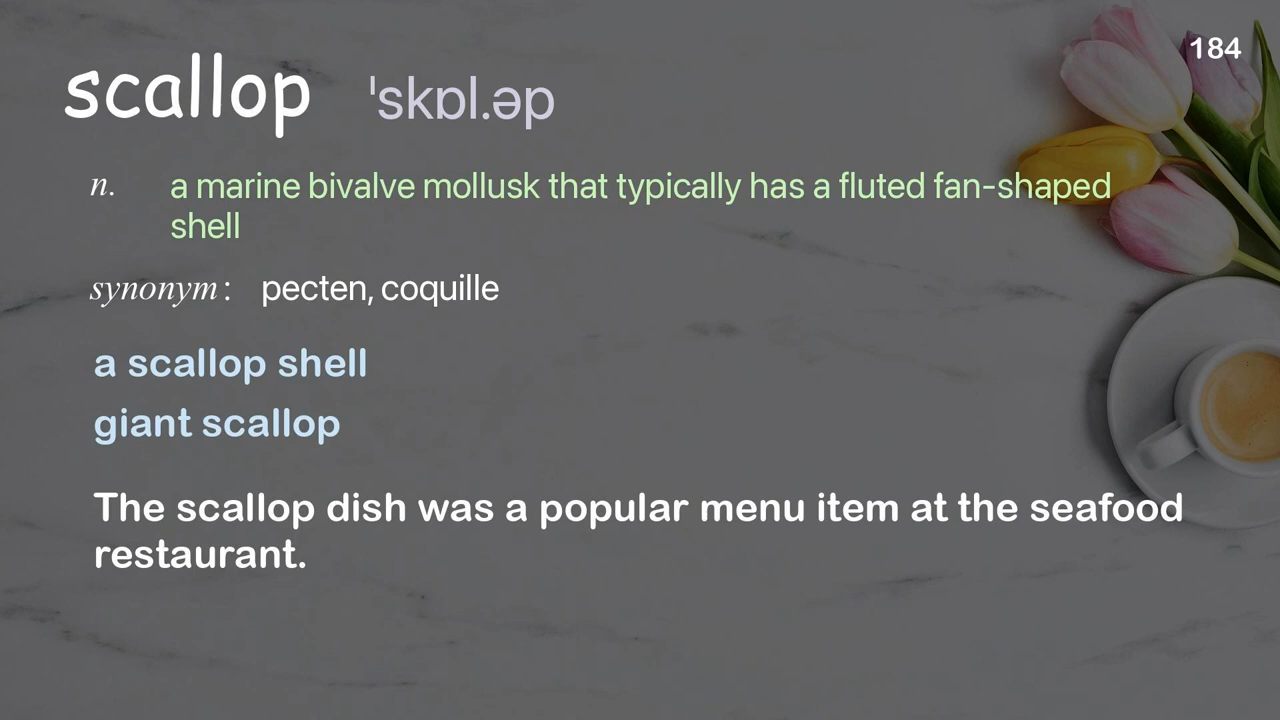 184
scallop ˈskɒl.əp
n. a marine bivalve mollusk that typically has a fluted fan-shaped
shell
synonym: pecten, coquille
a scallop shell
giant scallop
The scallop dish was a popular menu item at the seafood
restaurant.